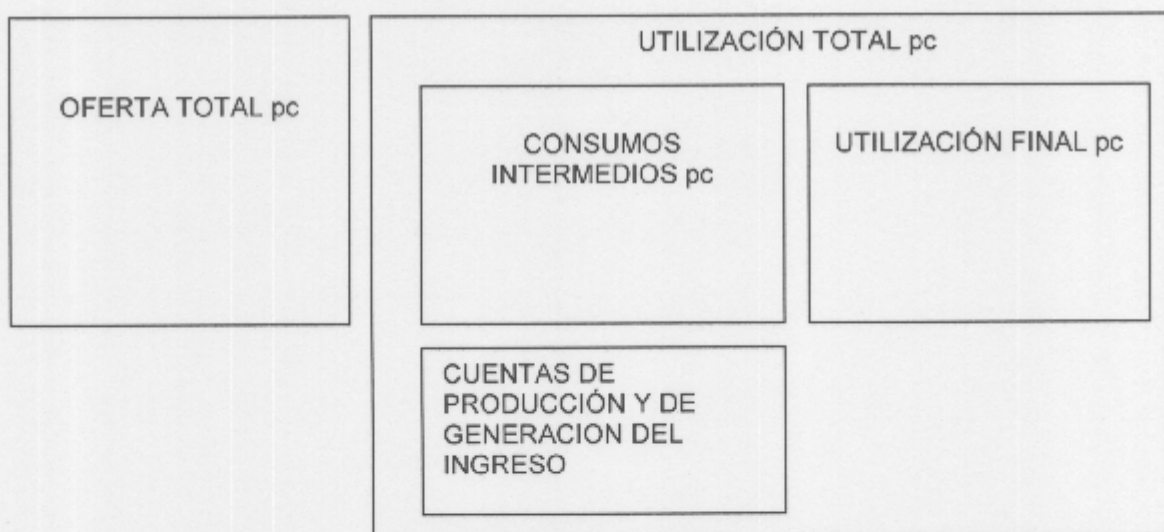 OFERTA TOTAL pc
UTILIZACIÓN TOTAL pc
CONSUMOS
INTERMEDIOS pc
UTILIZACIÓN FINAL pc
CUENTAS DE
PRODUCCIÓN Y DE
GENERACION DEL
INGRESO